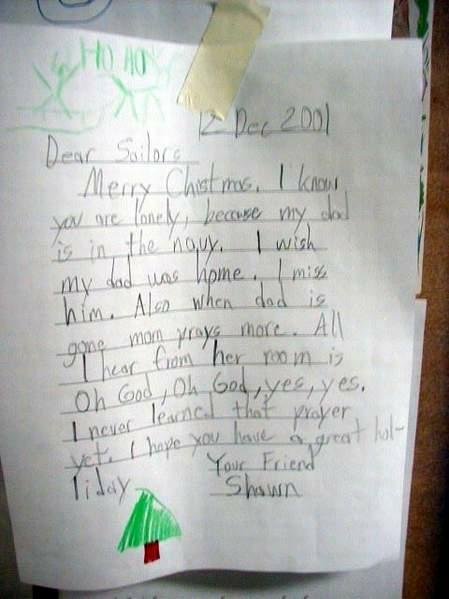 HO HO
12 Dec 2001
Dear Sailors
Merry Chistmas. I know
you are lonely, because my dad
is in the navy. I wish
my dad was home. I miss
him. Also when dad is
gone mom prays more. All
I hear from her room is
Oh God, Oh God, yes, yes.
I never learned that prayer
yet. I hope you have a great hol-
liday
Your Friend
Shawn